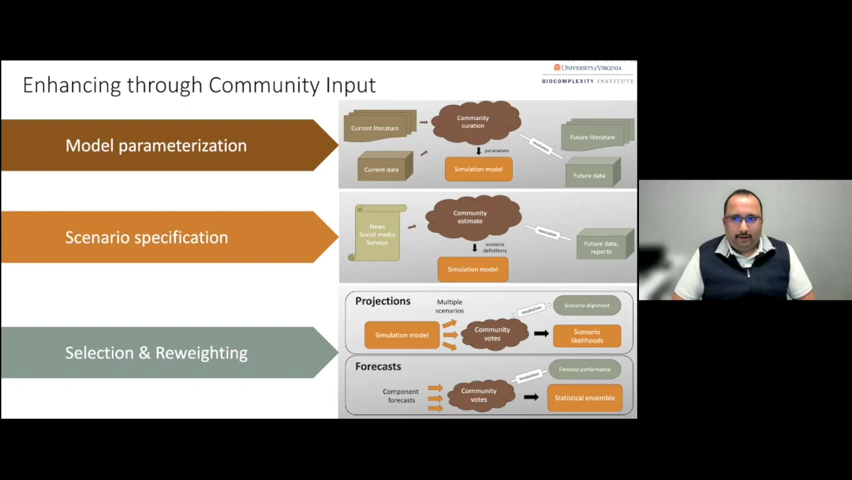 UNIVERSITY of VIRGINIA
BIOCOMPLEXITY INSTITUTE
Enhancing through Community Input
Model parameterization
Current literature
Community
curation
Future literature
parameters
Current data
Simulation model
Future data
Scenario specification
News
Social media
Surveys
Community
estimate
scenario
definitions
Future data,
reports
Simulation model
Selection & Reweighting
Projections
Multiple
scenarios
resolution
Scenario alignment
Simulation model
Community
votes
Scenario
likelihoods
Forecasts
resolution
Forecast performance
Component
forecasts
Community
votes
Statistical ensemble